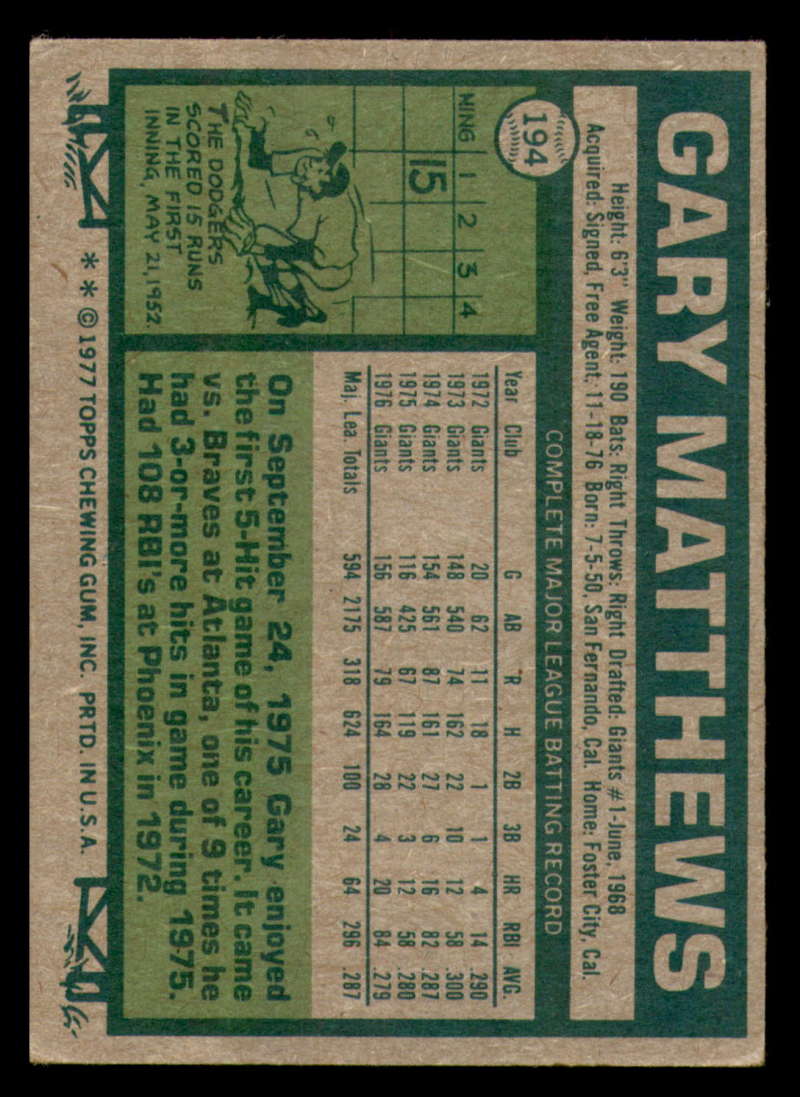 194
GARY MATTHEWS
Height: 6'3" Weight: 190 Bats: Right Throws: Right Drafted: Giants #1-June, 1968
Acquired: Signed, Free Agent, 11-18-76 Born: 7-5-50, San Fernando, Cal. Home: Foster City, Cal.
COMPLETE MAJOR LEAGUE BATTING RECORD
Year Club G AB R H 2B 3B HR RBI AVG.
1972 Giants 20 62 11 18 1 1 4 14 .290
1973 Giants 148 540 74 162 22 10 12 58 .300
1974 Giants 154 561 87 161 27 6 16 82 .287
1975 Giants 116 425 67 119 22 3 12 58 .280
1976 Giants 156 587 79 164 28 4 20 84 .279
Maj. Lea. Totals 594 2175 318 624 100 24 64 296 .287
NING 1 2 3 4
15
THE DODGERS
SCORED 15 RUNS
IN THE FIRST
INNING, MAY 21, 1952.
On September 24, 1975 Gary enjoyed
the first 5-Hit game of his career. It came
vs. Braves at Atlanta, one of 9 times he
had 3-or-more hits in game during 1975.
Had 108 RBI's at Phoenix in 1972.
* * © 1977 TOPPS CHEWING GUM, INC. PRTD. IN U.S.A.